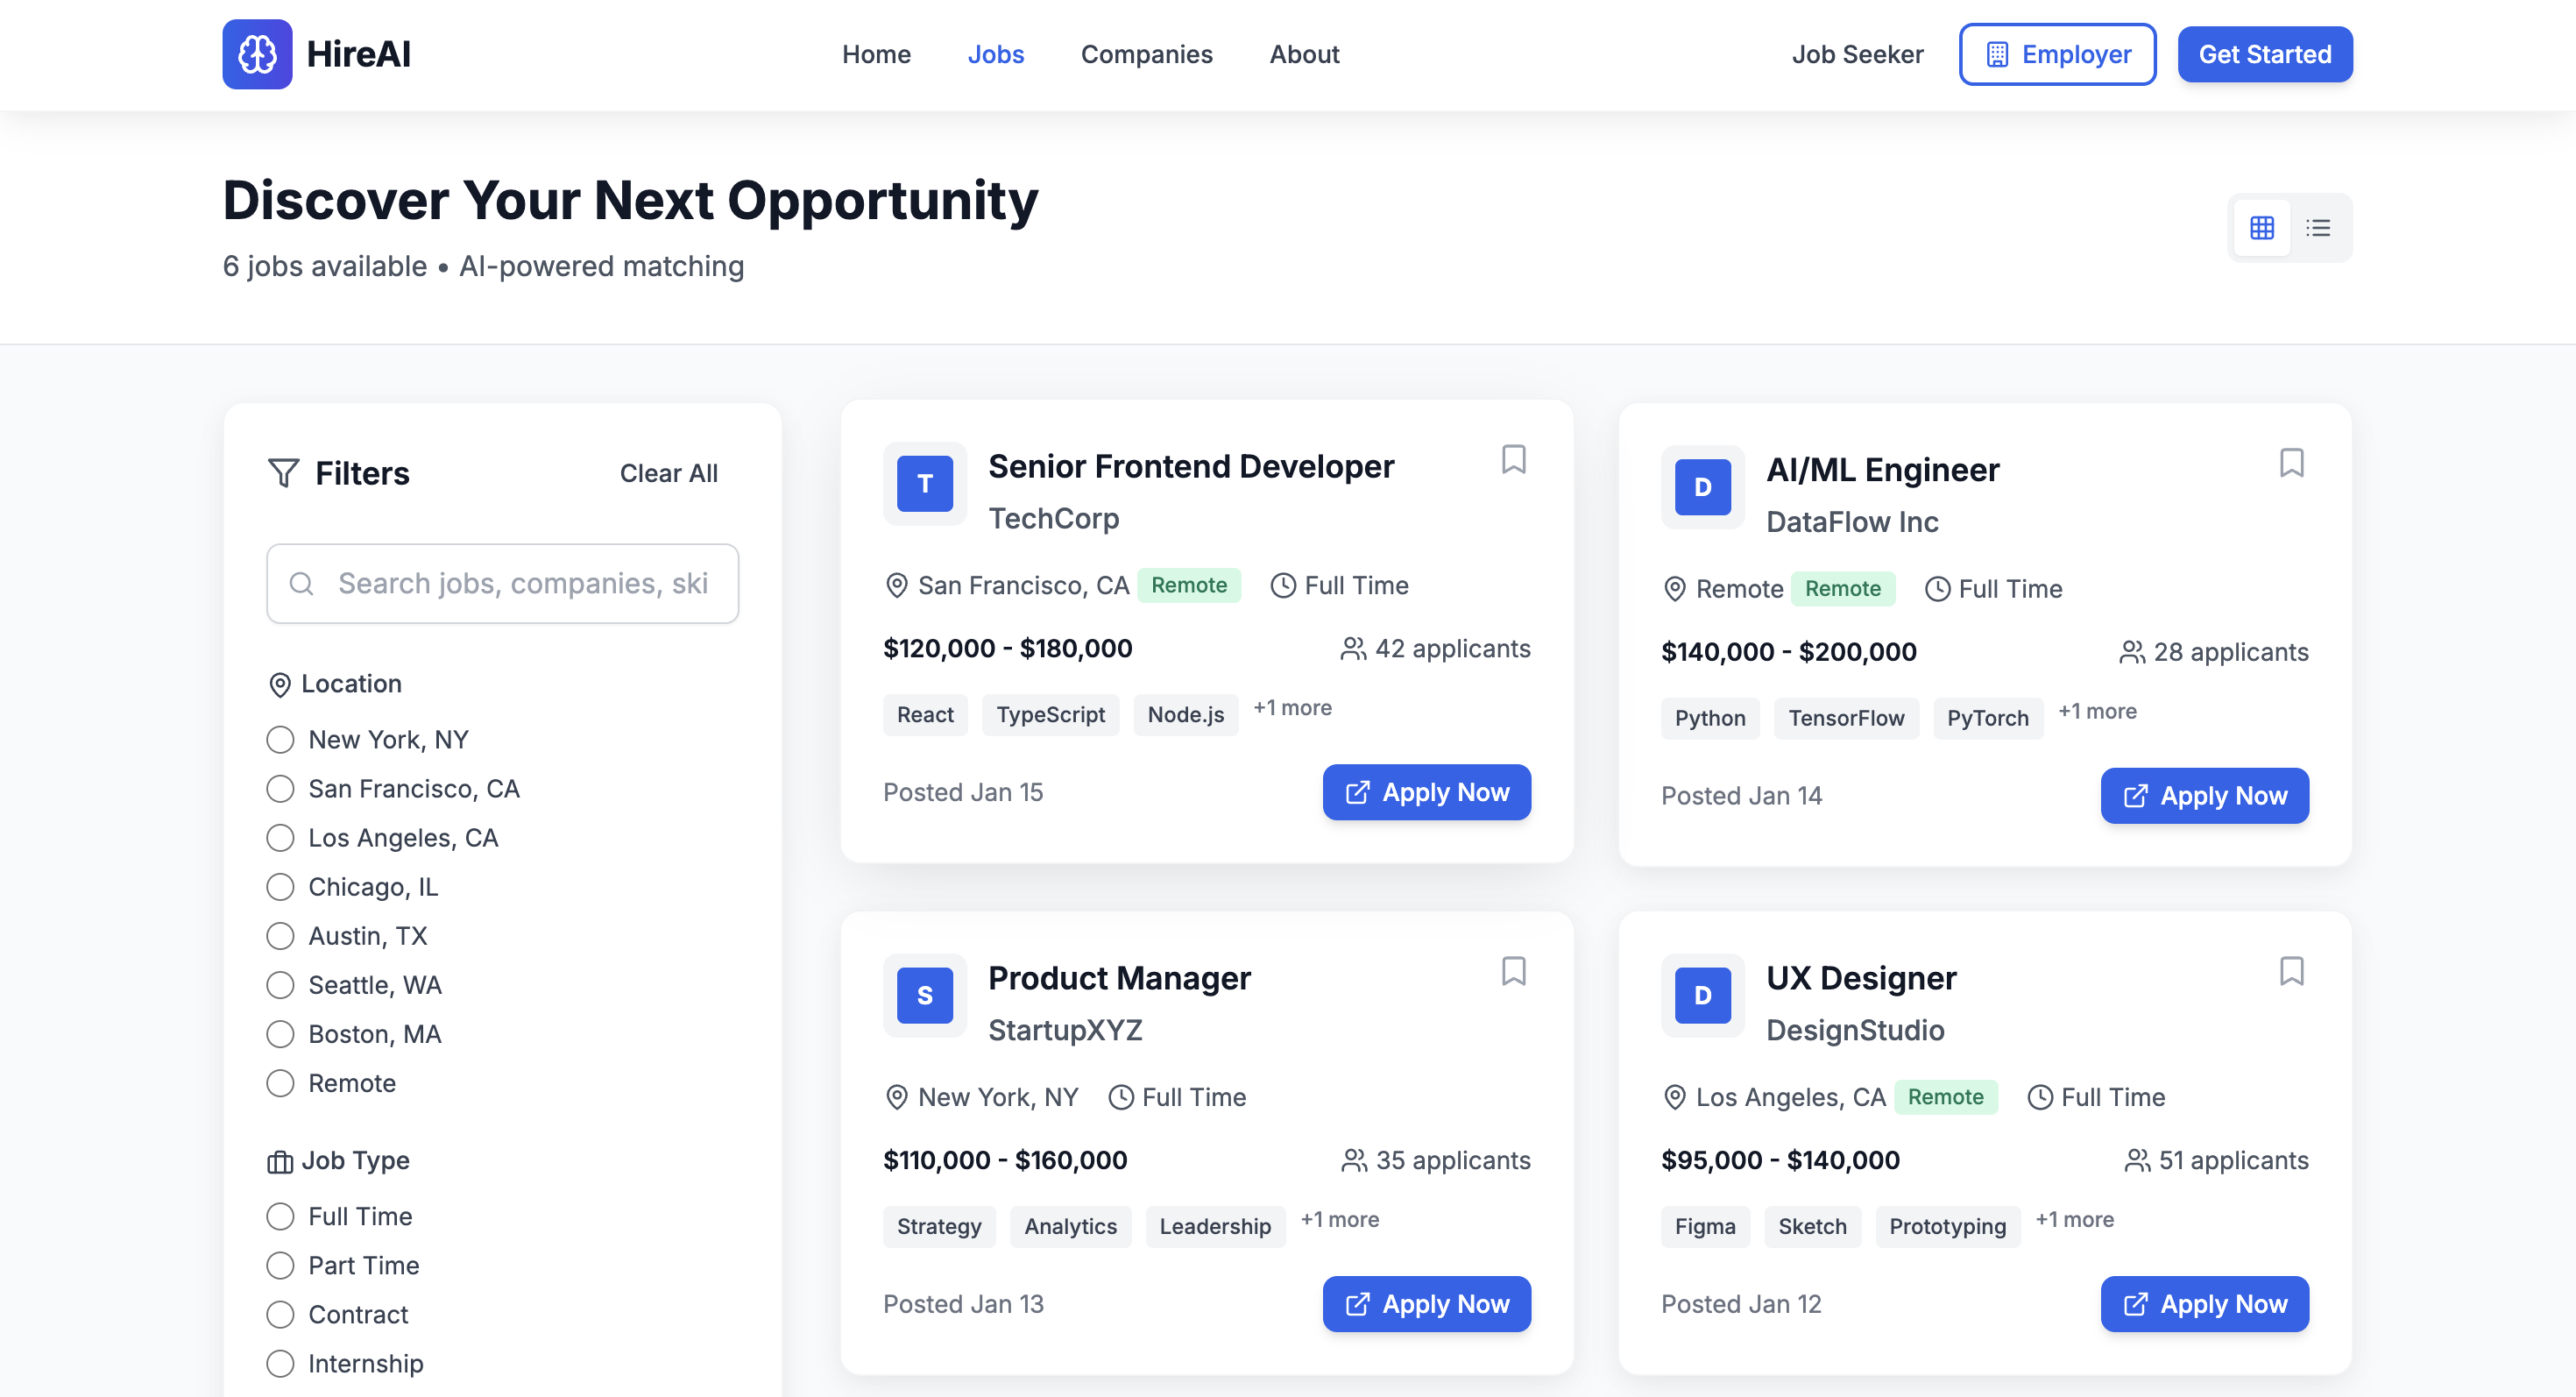 HireAI
Home Jobs Companies About
Job Seeker Employer Get Started
Discover Your Next Opportunity
6 jobs available • AI-powered matching
Filters Clear All
Search jobs, companies, ski
Location
New York, NY
San Francisco, CA
Los Angeles, CA
Chicago, IL
Austin, TX
Seattle, WA
Boston, MA
Remote
Job Type
Full Time
Part Time
Contract
Internship
T
Senior Frontend Developer
TechCorp
San Francisco, CA Remote Full Time
$120,000 - $180,000 42 applicants
React TypeScript Node.js +1 more
Posted Jan 15 Apply Now
D
AI/ML Engineer
DataFlow Inc
Remote Remote Full Time
$140,000 - $200,000 28 applicants
Python TensorFlow PyTorch +1 more
Posted Jan 14 Apply Now
S
Product Manager
StartupXYZ
New York, NY Full Time
$110,000 - $160,000 35 applicants
Strategy Analytics Leadership +1 more
Posted Jan 13 Apply Now
D
UX Designer
DesignStudio
Los Angeles, CA Remote Full Time
$95,000 - $140,000 51 applicants
Figma Sketch Prototyping +1 more
Posted Jan 12 Apply Now